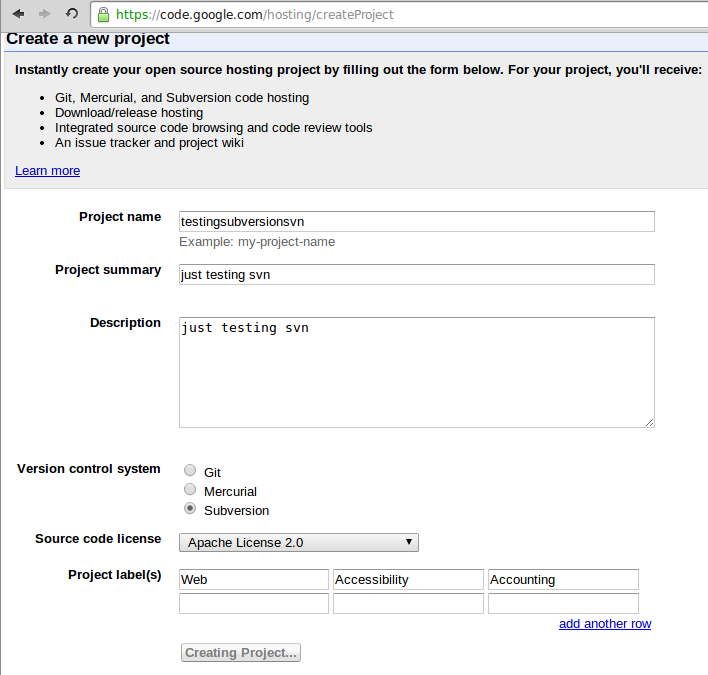 https://code.google.com/hosting/createProject
Create a new project
Instantly create your open source hosting project by filling out the form below. For your project, you'll receive:
• Git, Mercurial, and Subversion code hosting
• Download/release hosting
• Integrated source code browsing and code review tools
• An issue tracker and project wiki
Learn more
Project name testingsubversionsvn
Example: my-project-name
Project summary just testing svn
Description just testing svn
Version control system Git
Mercurial
Subversion
Source code license Apache License 2.0
Project label(s) Web Accessibility Accounting
add another row
Creating Project...